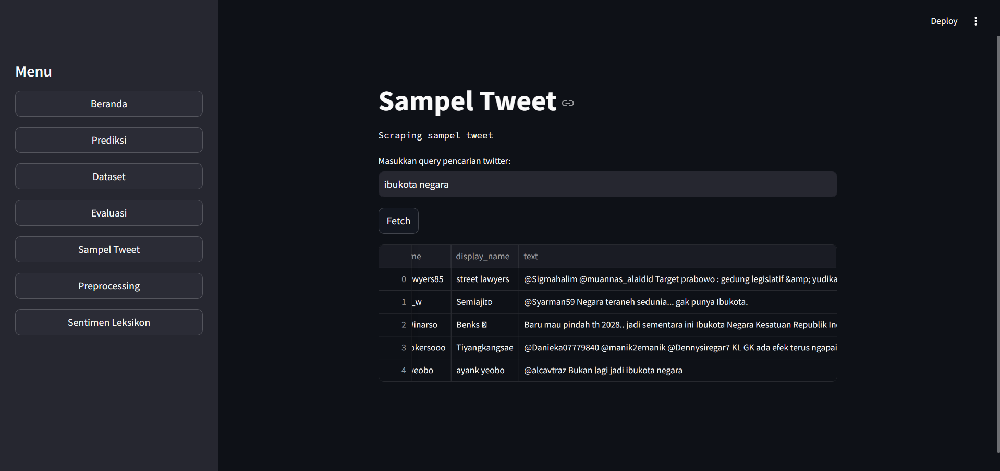 Deploy
Menu
Beranda
Prediksi
Dataset
Evaluasi
Sampel Tweet
Preprocessing
Sentimen Leksikon
Sampel Tweet
Scraping sampel tweet
Masukkan query pencarian twitter:
ibukota negara
Fetch
me display_name text
0 wyers85 street lawyers @Sigmahalim @muannas_alaidid Target prabowo : gedung legislatif &amp; yudika
1 _w Semiajiɪᴅ @Syarman59 Negara teraneh sedunia... gak punya Ibukota.
2 inarso Benks Baru mau pindah th 2028.. jadi sementara ini Ibukota Negara Kesatuan Republik In
3 okersooo Tiyangkangsae @Danieka07779840 @manik2emanik @Dennysiregar7 KL GK ada efek terus ngapai
4 yeobo ayank yeobo @alcavtraz Bukan lagi jadi ibukota negara